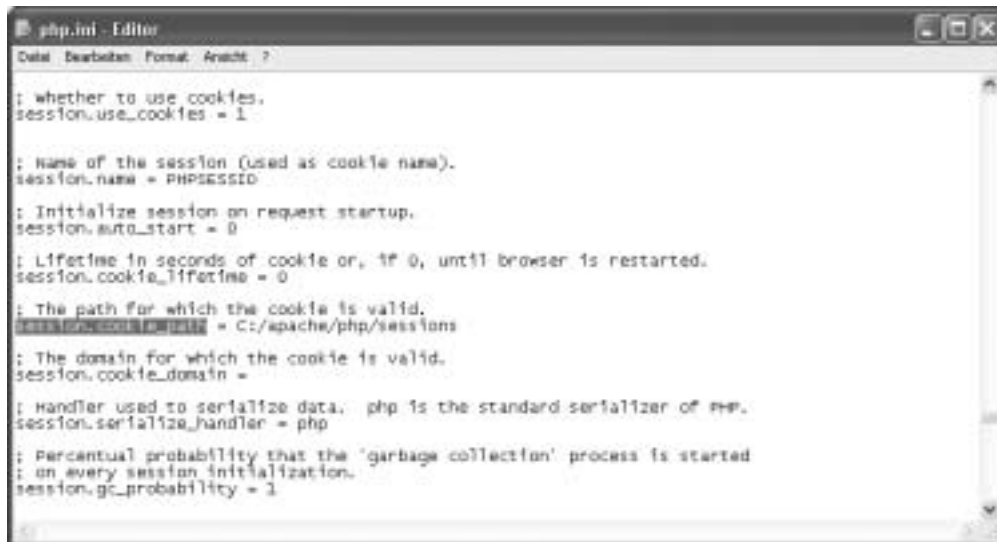 php.ini - Editor
Datei Bearbeiten Format Ansicht ?
; Whether to use cookies.
session.use_cookies = 1
; Name of the session (used as cookie name).
session.name = PHPSESSID
; Initialize session on request startup.
session.auto_start = 0
; Lifetime in seconds of cookie or, if 0, until browser is restarted.
session.cookie_lifetime = 0
; The path for which the cookie is valid.
session.cookie_path = C:/apache/php/sessions
; The domain for which the cookie is valid.
session.cookie_domain =
; Handler used to serialize data.  php is the standard serializer of PHP.
session.serialize_handler = php
; Percentual probability that the 'garbage collection' process is started
; on every session initialization.
session.gc_probability = 1